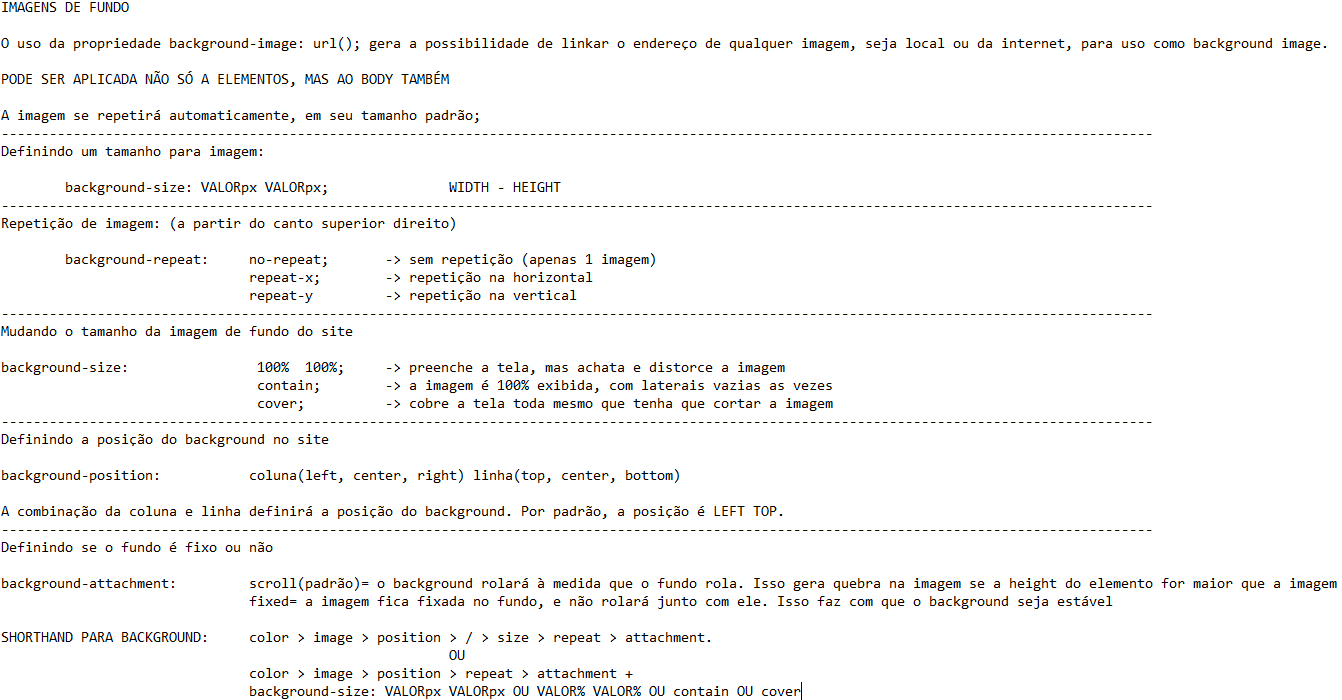 IMAGENS DE FUNDO
O uso da propriedade background-image: url(); gera a possibilidade de linkar o endereço de qualquer imagem, seja local ou da internet, para uso como background image.
PODE SER APLICADA NÃO SÓ A ELEMENTOS, MAS AO BODY TAMBÉM
A imagem se repetirá automaticamente, em seu tamanho padrão;
------------------------------------------------------------------------------------------------------------------------------------------------
Definindo um tamanho para imagem:
background-size: VALORpx VALORpx; WIDTH - HEIGHT
------------------------------------------------------------------------------------------------------------------------------------------------
Repetição de imagem: (a partir do canto superior direito)
background-repeat: no-repeat; -> sem repetição (apenas 1 imagem)
repeat-x; -> repetição na horizontal
repeat-y -> repetição na vertical
------------------------------------------------------------------------------------------------------------------------------------------------
Mudando o tamanho da imagem de fundo do site
background-size: 100% 100%; -> preenche a tela, mas achata e distorce a imagem
contain; -> a imagem é 100% exibida, com laterais vazias as vezes
cover; -> cobre a tela toda mesmo que tenha que cortar a imagem
------------------------------------------------------------------------------------------------------------------------------------------------
Definindo a posição do background no site
background-position: coluna(left, center, right) linha(top, center, bottom)
A combinação da coluna e linha definirá a posição do background. Por padrão, a posição é LEFT TOP.
------------------------------------------------------------------------------------------------------------------------------------------------
Definindo se o fundo é fixo ou não
background-attachment: scroll(padrão)= o background rolará à medida que o fundo rola. Isso gera quebra na imagem se a height do elemento for maior que a imagem
fixed= a imagem fica fixada no fundo, e não rolará junto com ele. Isso faz com que o background seja estável
SHORTHAND PARA BACKGROUND: color > image > position > / > size > repeat > attachment.
OU
color > image > position > repeat > attachment +
background-size: VALORpx VALORpx OU VALOR% VALOR% OU contain OU cover